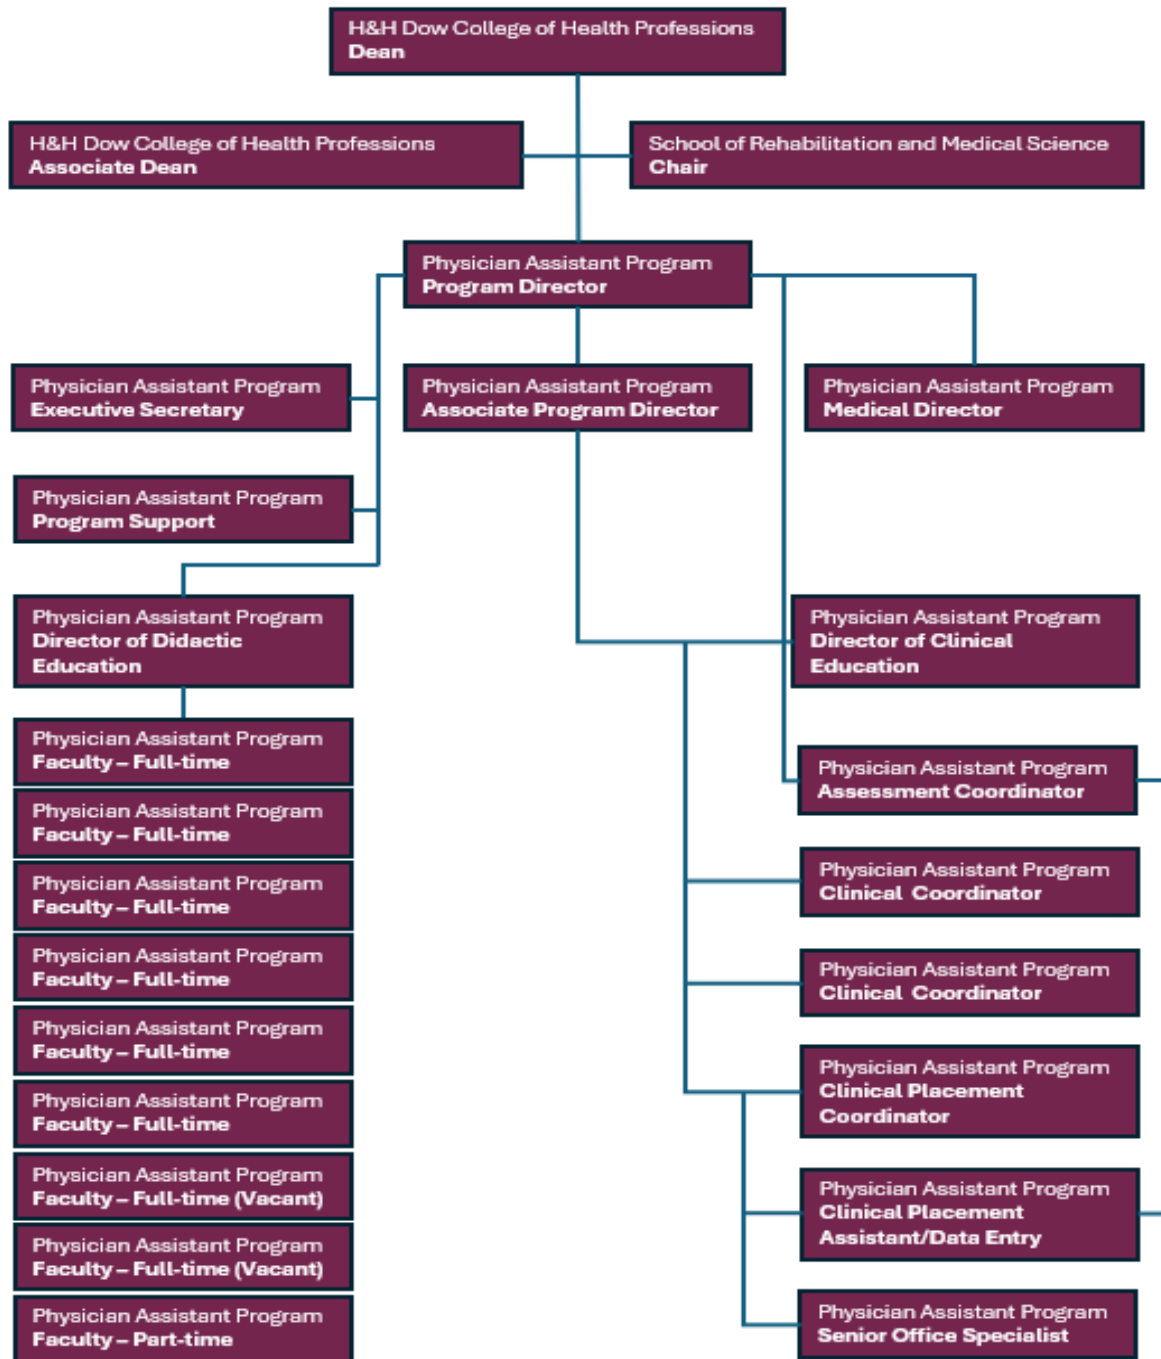 H&H Dow College of Health Professions
Dean
H&H Dow College of Health Professions
Associate Dean
School of Rehabilitation and Medical Science
Chair
Physician Assistant Program
Program Director
Physician Assistant Program
Executive Secretary
Physician Assistant Program
Associate Program Director
Physician Assistant Program
Medical Director
Physician Assistant Program
Program Support
Physician Assistant Program
Director of Didactic
Education
Physician Assistant Program
Director of Clinical
Education
Physician Assistant Program
Faculty – Full-time
Physician Assistant Program
Faculty – Full-time
Physician Assistant Program
Faculty – Full-time
Physician Assistant Program
Faculty – Full-time
Physician Assistant Program
Faculty – Full-time
Physician Assistant Program
Faculty – Full-time
Physician Assistant Program
Faculty – Full-time (Vacant)
Physician Assistant Program
Faculty – Full-time (Vacant)
Physician Assistant Program
Faculty – Part-time
Physician Assistant Program
Assessment Coordinator
Physician Assistant Program
Clinical Coordinator
Physician Assistant Program
Clinical Coordinator
Physician Assistant Program
Clinical Placement
Coordinator
Physician Assistant Program
Clinical Placement
Assistant/Data Entry
Physician Assistant Program
Senior Office Specialist